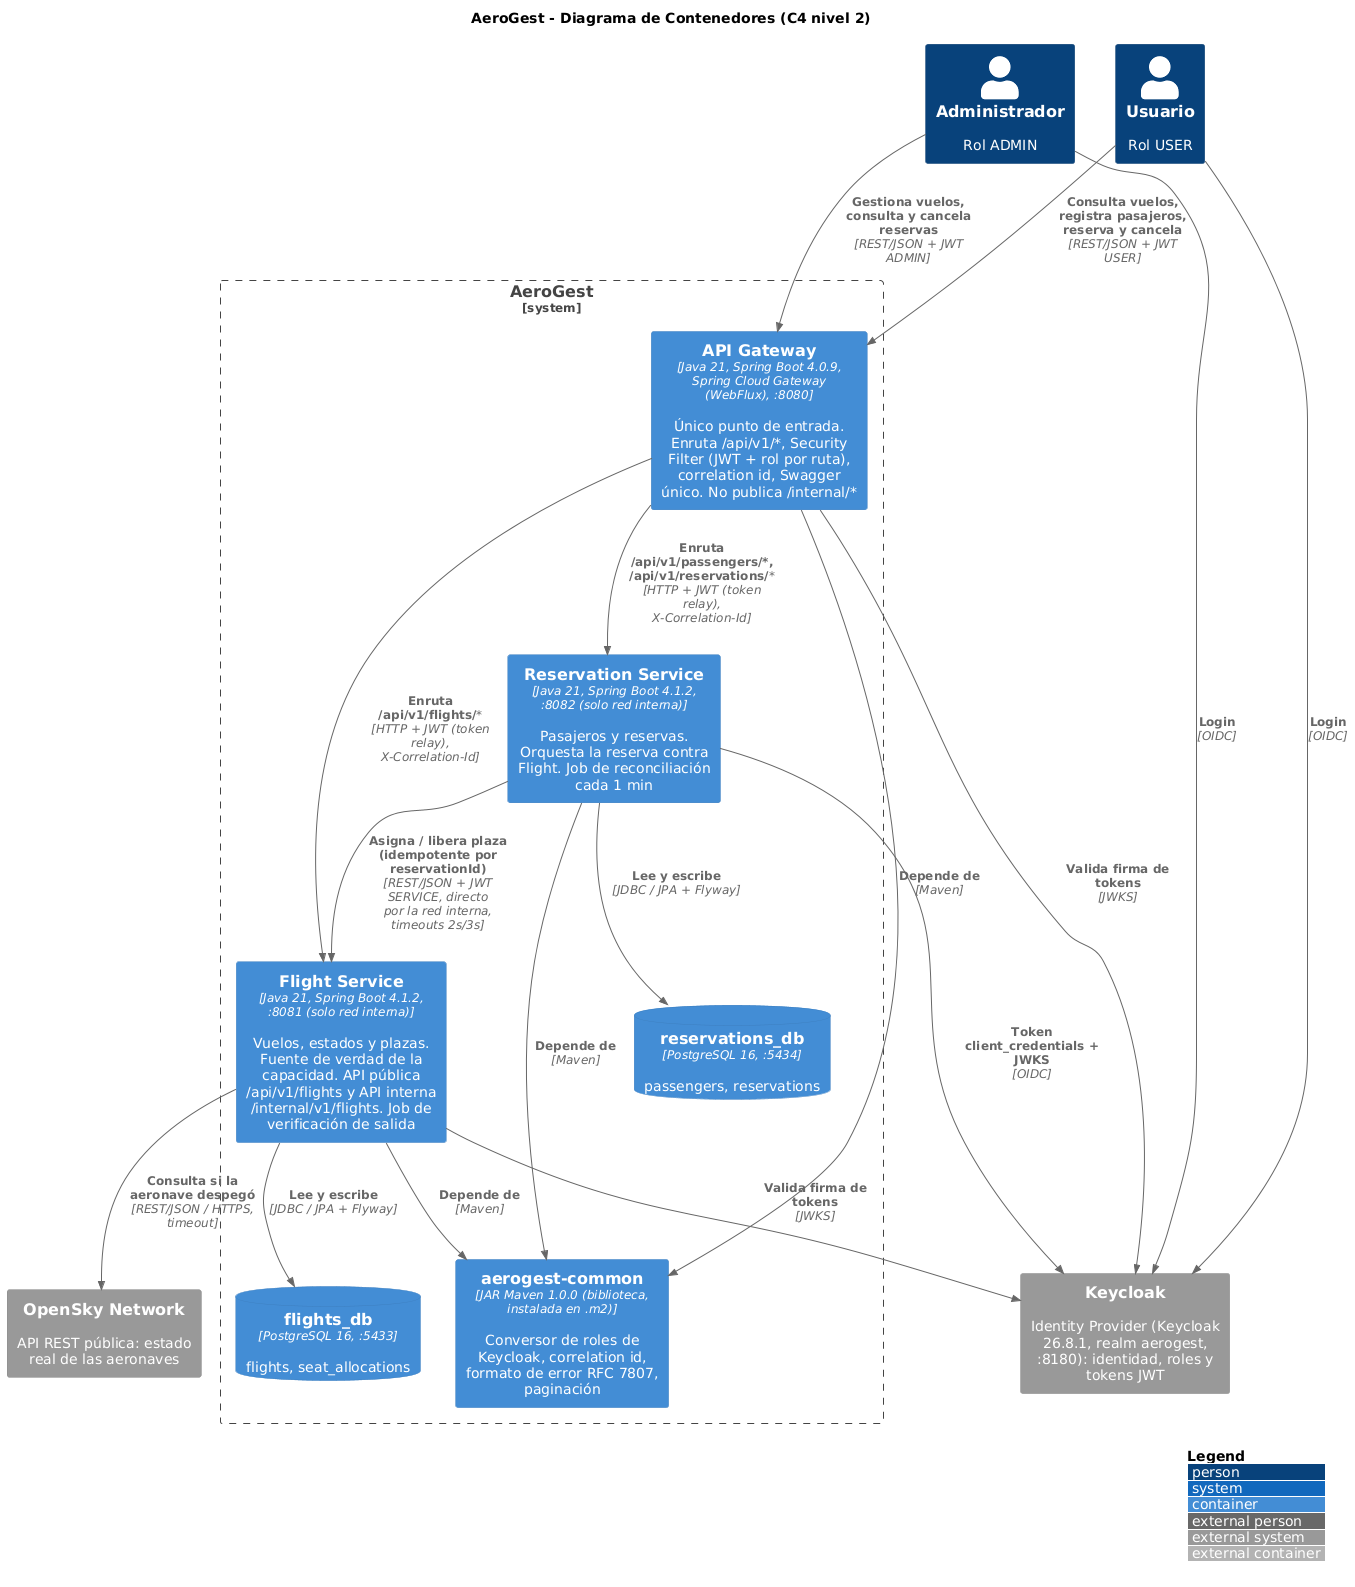 AeroGest - Diagrama de Contenedores (C4 nivel 2)
Administrador
Rol ADMIN
Usuario
Rol USER
Gestiona vuelos,
consulta y cancela
reservas
[REST/JSON + JWT
ADMIN]
Consulta vuelos,
registra pasajeros,
reserva y cancela
[REST/JSON + JWT
USER]
AeroGest
[system]
API Gateway
[Java 21, Spring Boot 4.0.9,
Spring Cloud Gateway
(WebFlux), :8080]
Único punto de entrada.
Enruta /api/v1/*, Security
Filter (JWT + rol por ruta),
correlation id, Swagger
único. No publica /internal/*
Enruta
/api/v1/passengers/*,
/api/v1/reservations/*
[HTTP + JWT (token
relay),
X-Correlation-Id]
Reservation Service
[Java 21, Spring Boot 4.1.2,
:8082 (solo red interna)]
Pasajeros y reservas.
Orquesta la reserva contra
Flight. Job de reconciliación
cada 1 min
Enruta
/api/v1/flights/*
[HTTP + JWT (token
relay),
X-Correlation-Id]
Login
[OIDC]
Login
[OIDC]
Asigna / libera plaza
(idempotente por
reservationId)
[REST/JSON + JWT
SERVICE, directo
por la red interna,
timeouts 2s/3s]
Lee y escribe
[JDBC / JPA + Flyway]
Depende de
[Maven]
Valida firma de
tokens
[JWKS]
Flight Service
[Java 21, Spring Boot 4.1.2,
:8081 (solo red interna)]
Vuelos, estados y plazas.
Fuente de verdad de la
capacidad. API pública
/api/v1/flights y API interna
/internal/v1/flights. Job de
verificación de salida
Depende de
[Maven]
reservations_db
[PostgreSQL 16, :5434]
passengers, reservations
Token
client_credentials +
JWKS
[OIDC]
Consulta si la
aeronave despegó
[REST/JSON / HTTPS,
timeout]
Lee y escribe
[JDBC / JPA + Flyway]
Depende de
[Maven]
Valida firma de
tokens
[JWKS]
OpenSky Network
API REST pública: estado
real de las aeronaves
flights_db
[PostgreSQL 16, :5433]
flights, seat_allocations
aerogest-common
[JAR Maven 1.0.0 (biblioteca,
instalada en .m2)]
Conversor de roles de
Keycloak, correlation id,
formato de error RFC 7807,
paginación
Keycloak
Identity Provider (Keycloak
26.8.1, realm aerogest,
:8180): identidad, roles y
tokens JWT
Legend
person
system
container
external person
external system
external container